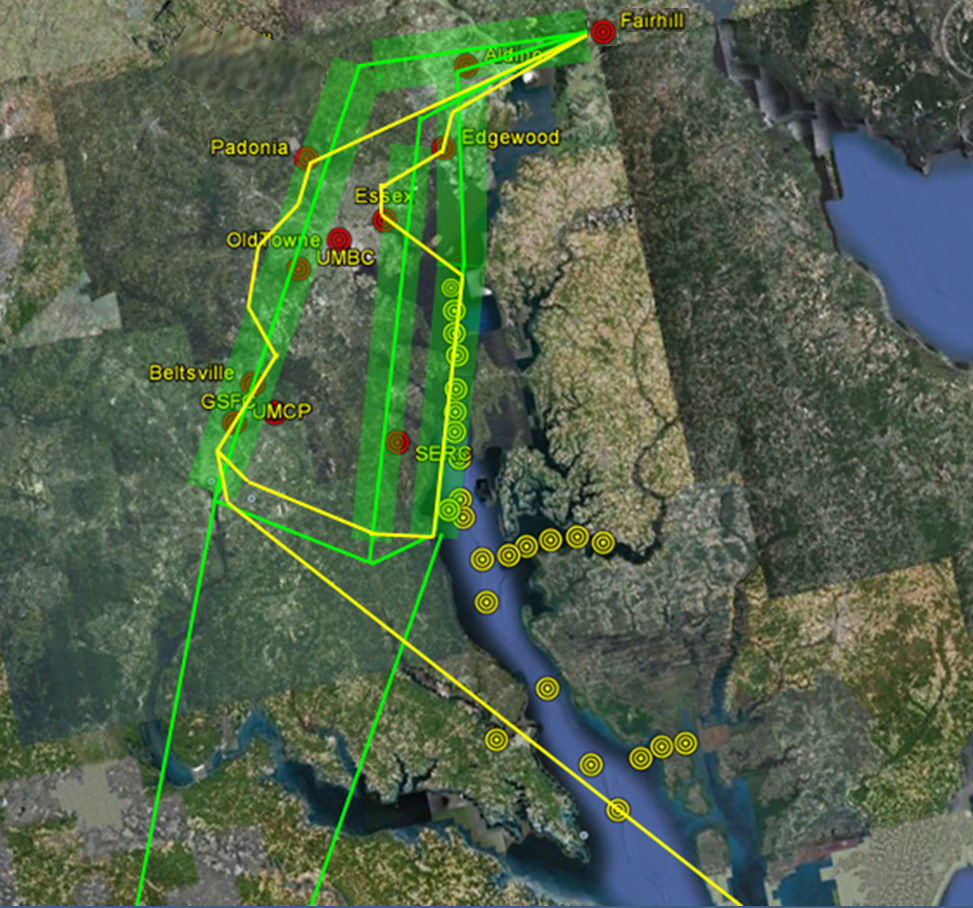 Fairhill
Aldino
Edgewood
Padonia
Essex
OldTowne
UMBC
Beltsville
GSFC
UMCP
SERC